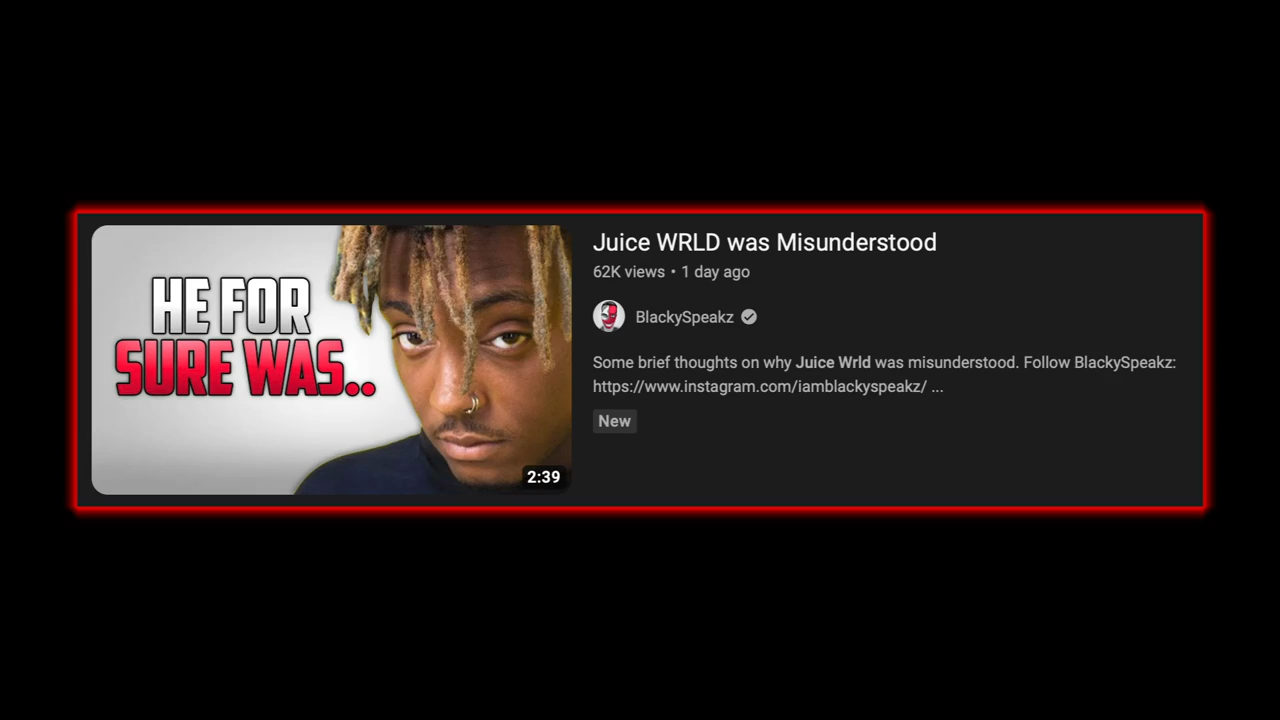 HE FOR
SURE WAS..
2:39
Juice WRLD was Misunderstood
62K views • 1 day ago
BlackySpeakz
Some brief thoughts on why Juice Wrld was misunderstood. Follow BlackySpeakz:
https://www.instagram.com/iamblackyspeakz/ ...
New